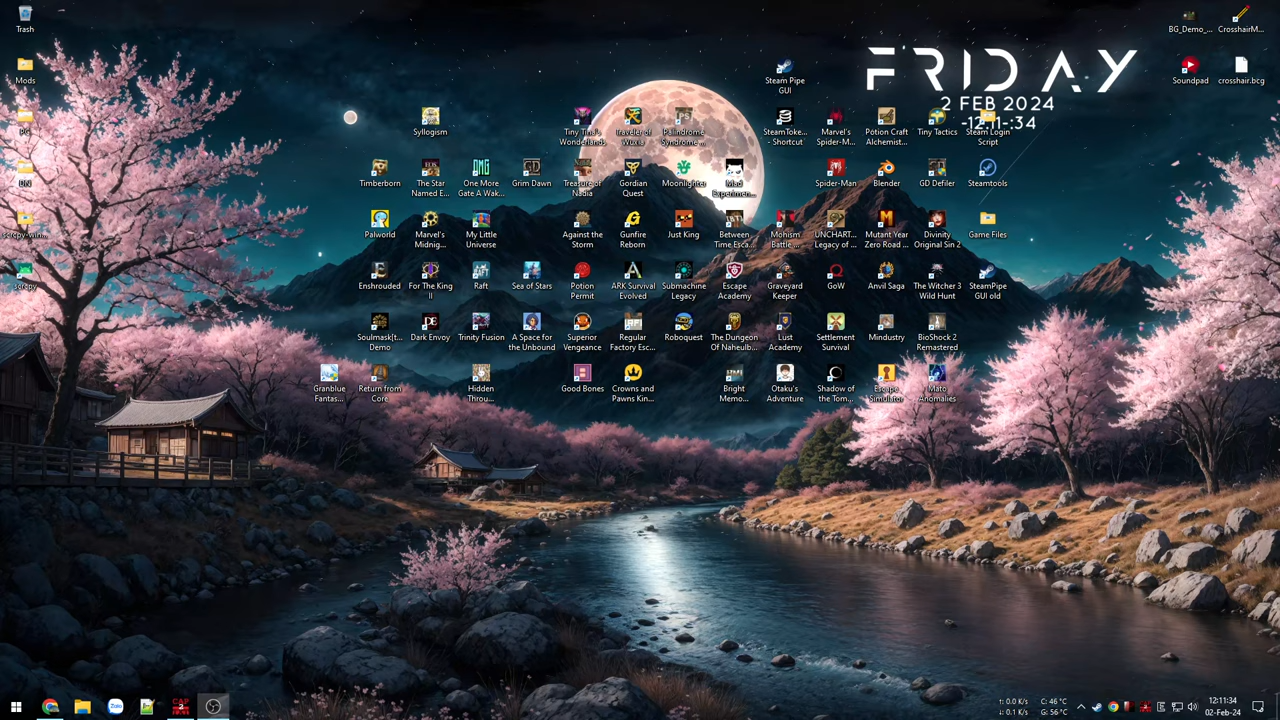 Trash
BG_Demo_...
CrosshairM...
FRIDAY
2 FEB 2024
-12:11:34
Mods
Steam Pipe
GUI
Soundpad
crosshair.bcg
PC
Syllogism
Tiny Tina's
Wonderlands
Traveler of
Wuxia
Palindrome
Syndrome ...
SteamToke...
- Shortcut
Marvel's
Spider-M...
Potion Craft
Alchemist...
Tiny Tactics
Steam Login
Script
DN
Timberborn
The Star
Named E...
One More
Gate A Wak...
Grim Dawn
Treasure of
Nadia
Gordian
Quest
Moonlighter
Mad
Experimen...
Spider-Man
Blender
GD Defiler
Steamtools
scrcpy-win...
Palworld
Marvel's
Midnig...
My Little
Universe
Against the
Storm
Gunfire
Reborn
Just King
Between
Time Esca...
Mohism
Battle ...
UNCHART...
Legacy of ...
Mutant Year
Zero Road ...
Divinity
Original Sin 2
Game Files
scrcpy
Enshrouded
For The King
II
Raft
Sea of Stars
Potion
Permit
ARK Survival
Evolved
Submachine
Legacy
Escape
Academy
Graveyard
Keeper
GoW
Anvil Saga
The Witcher 3
Wild Hunt
SteamPipe
GUI old
Soulmask[t...
Demo
Dark Envoy
Trinity Fusion
A Space for
the Unbound
Superior
Vengeance
Regular
Factory Esc...
Roboquest
The Dungeon
Of Naheulb...
Lust
Academy
Settlement
Survival
Mindustry
BioShock 2
Remastered
Granblue
Fantas...
Return from
Core
Hidden
Throu...
Good Bones
Crowns and
Pawns Kin...
Bright
Memo...
Otaku's
Adventure
Shadow of
the Tom...
Escape
Simulator
Mato
Anomalies
↑: 0.0 K/s
↓: 0.1 K/s
C: 46 °C
G: 56 °C
12:11:34
02-Feb-24